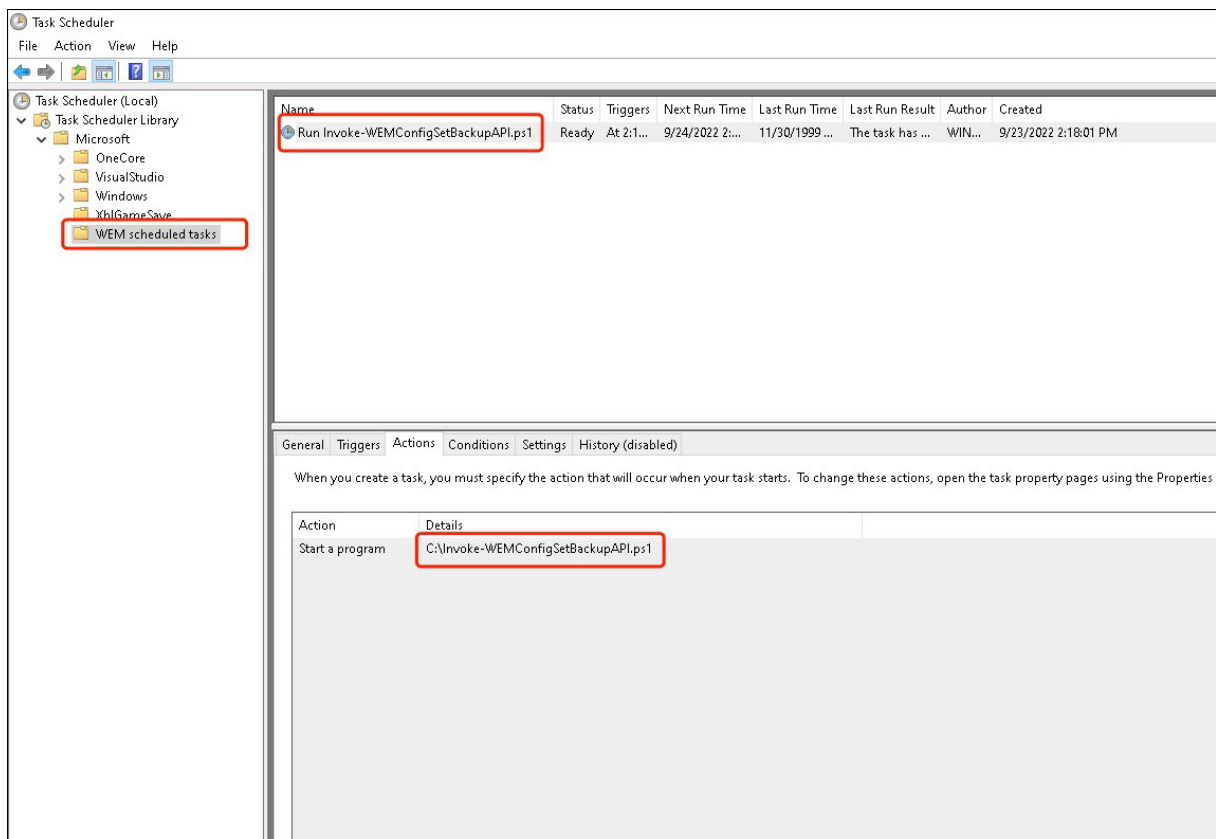 Task Scheduler
File Action View Help
Task Scheduler (Local)
Task Scheduler Library
Microsoft
OneCore
VisualStudio
Windows
XblGameSave
WEM scheduled tasks
Name Status Triggers Next Run Time Last Run Time Last Run Result Author Created
Run Invoke-WEMConfigSetBackupAPI.ps1 Ready At 2:1... 9/24/2022 2:... 11/30/1999 ... The task has ... WIN... 9/23/2022 2:18:01 PM
General Triggers Actions Conditions Settings History (disabled)
When you create a task, you must specify the action that will occur when your task starts. To change these actions, open the task property pages using the Properties
Action Details
Start a program C:\Invoke-WEMConfigSetBackupAPI.ps1